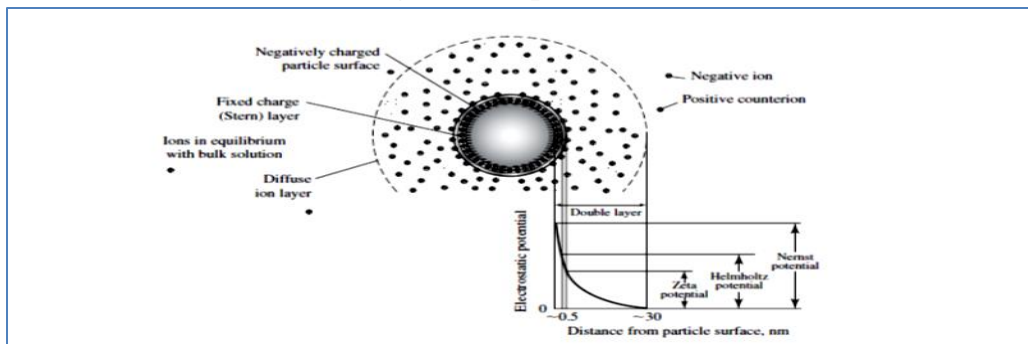 Negatively charged
particle surface
Fixed charge
(Stern) layer
Ions in equilibrium
with bulk solution
Diffuse
ion layer
Negative ion
Positive counterion
Double layer
Electrostatic potential
Nernst
potential
Helmholtz
potential
Zeta
potential
0
~0.5
~30
Distance from particle surface, nm